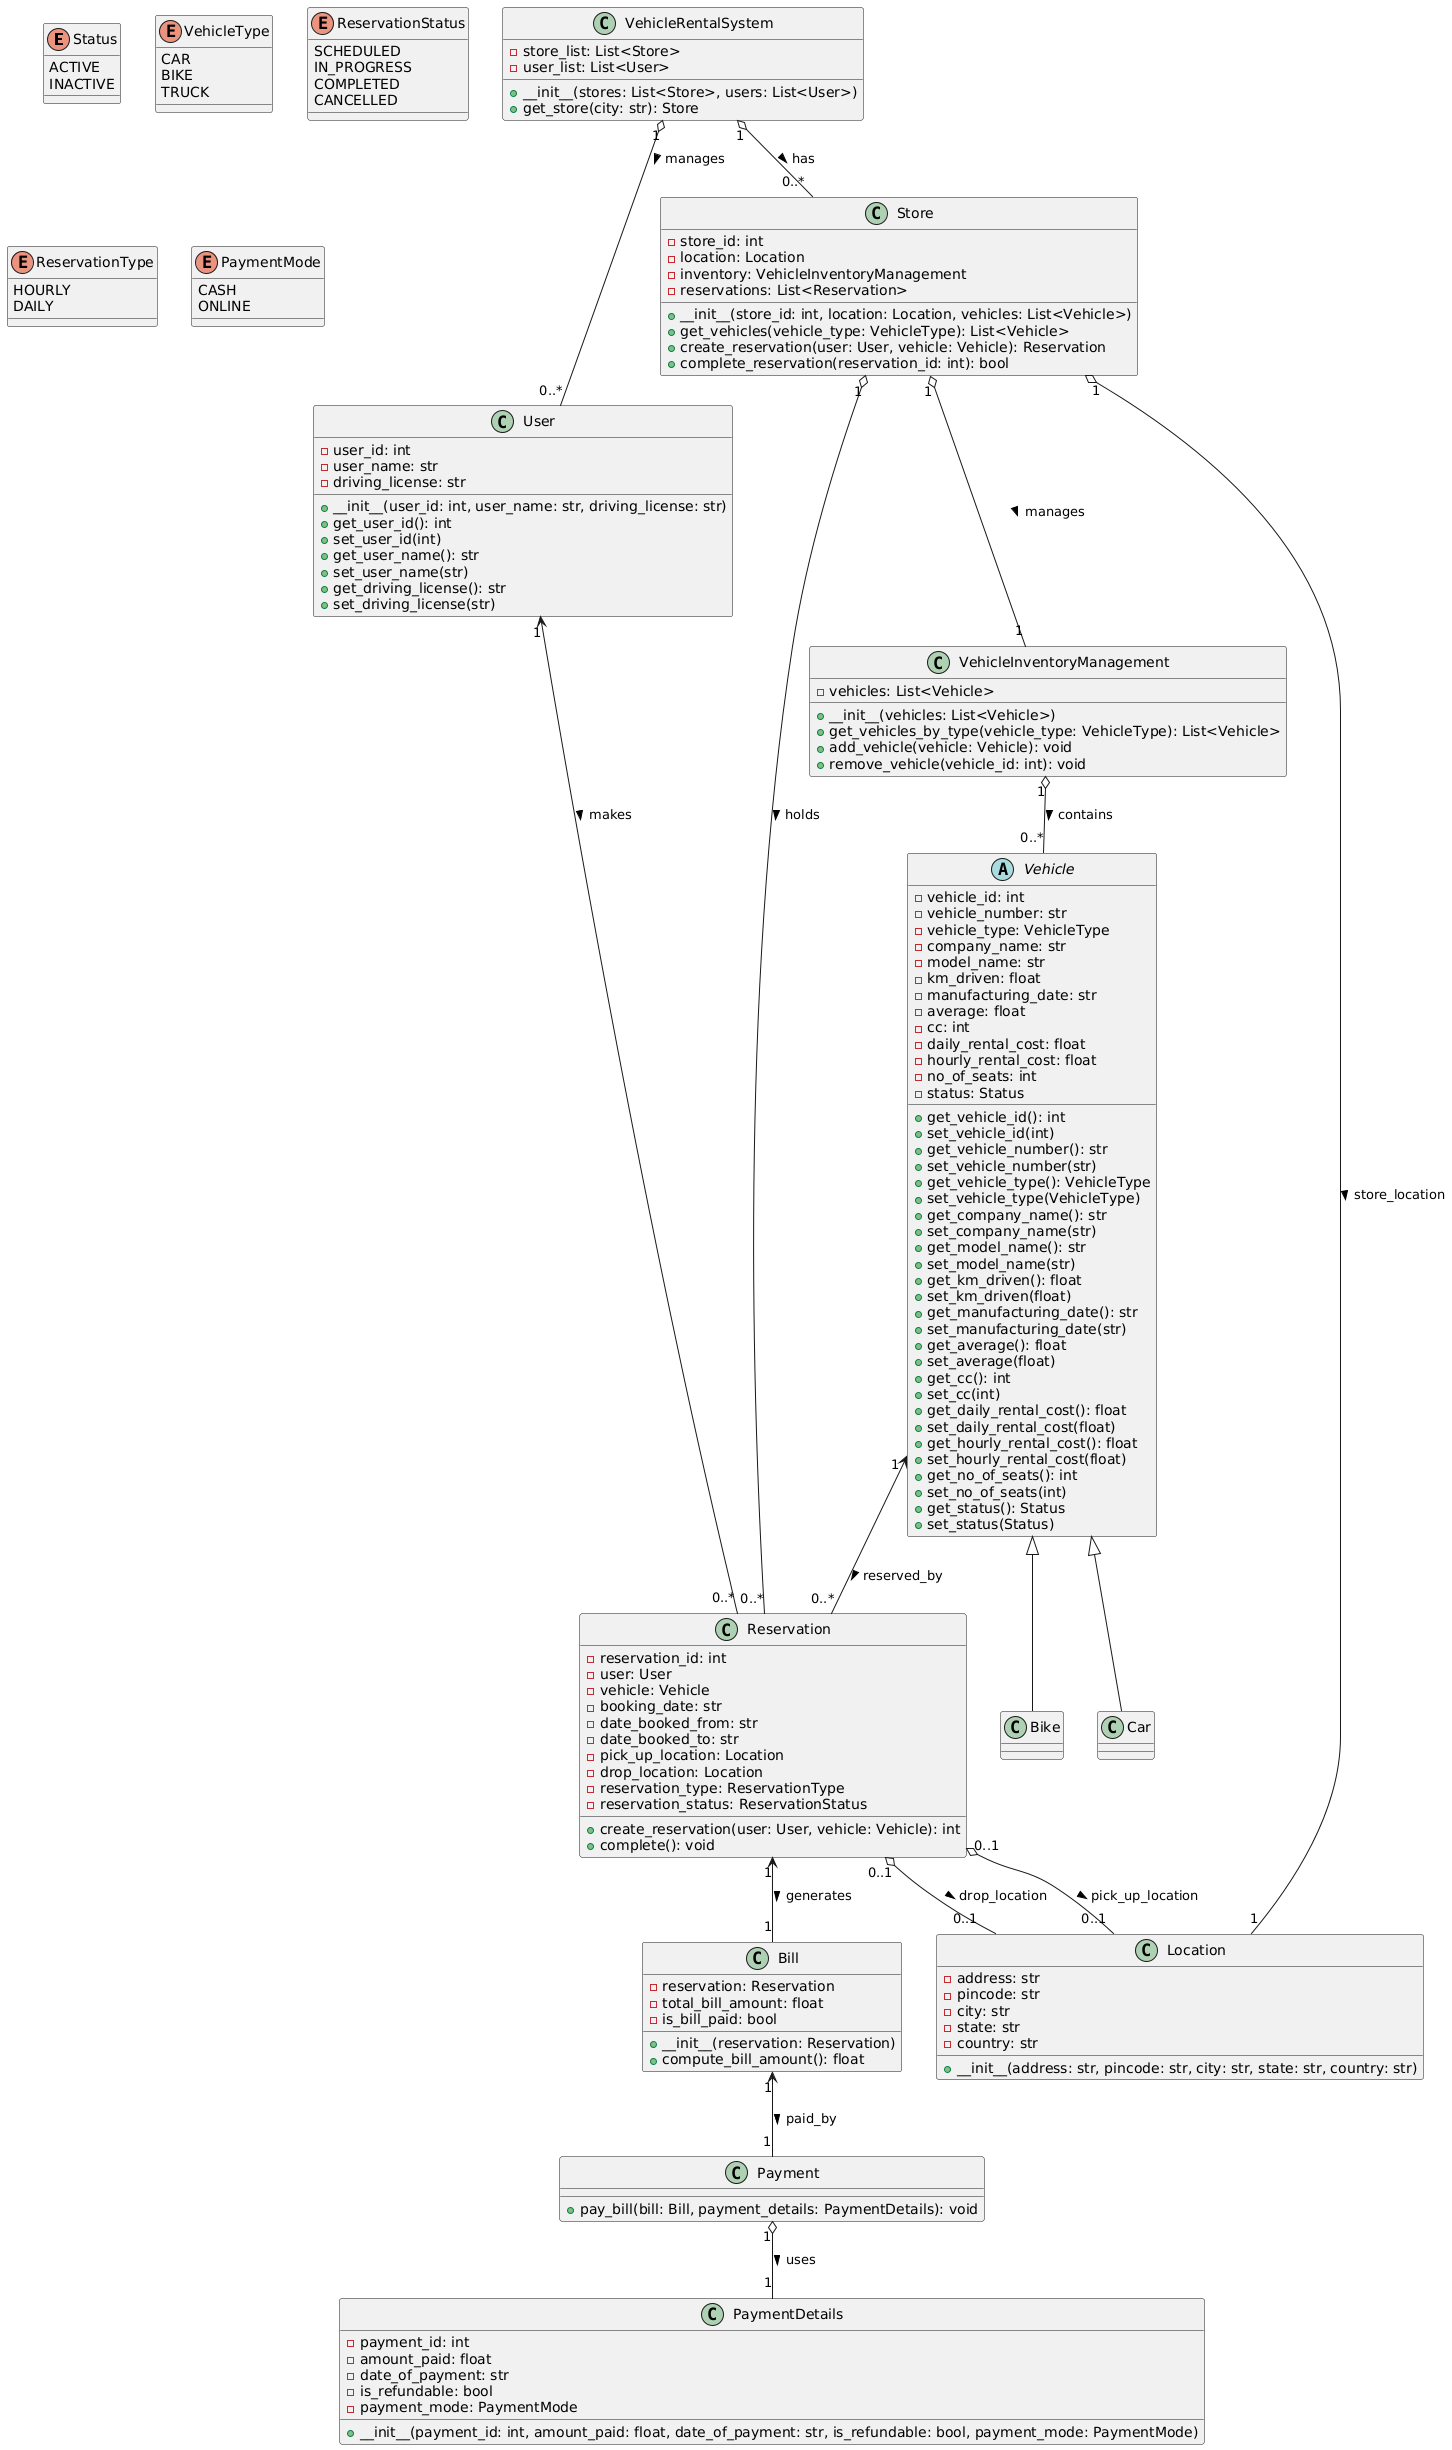 E Status
ACTIVE
INACTIVE
E VehicleType
CAR
BIKE
TRUCK
E ReservationStatus
SCHEDULED
IN_PROGRESS
COMPLETED
CANCELLED
C VehicleRentalSystem
store_list: List<Store>
user_list: List<User>
__init__(stores: List<Store>, users: List<User>)
get_store(city: str): Store
1
manages
0..*
1
has
0..*
E ReservationType
HOURLY
DAILY
E PaymentMode
CASH
ONLINE
C Store
store_id: int
location: Location
inventory: VehicleInventoryManagement
reservations: List<Reservation>
__init__(store_id: int, location: Location, vehicles: List<Vehicle>)
get_vehicles(vehicle_type: VehicleType): List<Vehicle>
create_reservation(user: User, vehicle: Vehicle): Reservation
complete_reservation(reservation_id: int): bool
C User
user_id: int
user_name: str
driving_license: str
__init__(user_id: int, user_name: str, driving_license: str)
get_user_id(): int
set_user_id(int)
get_user_name(): str
set_user_name(str)
get_driving_license(): str
set_driving_license(str)
1
makes
0..*
1
holds
0..*
1
manages
1
1
store_location
1
C VehicleInventoryManagement
vehicles: List<Vehicle>
__init__(vehicles: List<Vehicle>)
get_vehicles_by_type(vehicle_type: VehicleType): List<Vehicle>
add_vehicle(vehicle: Vehicle): void
remove_vehicle(vehicle_id: int): void
1
contains
0..*
A Vehicle
vehicle_id: int
vehicle_number: str
vehicle_type: VehicleType
company_name: str
model_name: str
km_driven: float
manufacturing_date: str
average: float
cc: int
daily_rental_cost: float
hourly_rental_cost: float
no_of_seats: int
status: Status
get_vehicle_id(): int
set_vehicle_id(int)
get_vehicle_number(): str
set_vehicle_number(str)
get_vehicle_type(): VehicleType
set_vehicle_type(VehicleType)
get_company_name(): str
set_company_name(str)
get_model_name(): str
set_model_name(str)
get_km_driven(): float
set_km_driven(float)
get_manufacturing_date(): str
set_manufacturing_date(str)
get_average(): float
set_average(float)
get_cc(): int
set_cc(int)
get_daily_rental_cost(): float
set_daily_rental_cost(float)
get_hourly_rental_cost(): float
set_hourly_rental_cost(float)
get_no_of_seats(): int
set_no_of_seats(int)
get_status(): Status
set_status(Status)
1
reserved_by
0..*
C Reservation
reservation_id: int
user: User
vehicle: Vehicle
booking_date: str
date_booked_from: str
date_booked_to: str
pick_up_location: Location
drop_location: Location
reservation_type: ReservationType
reservation_status: ReservationStatus
create_reservation(user: User, vehicle: Vehicle): int
complete(): void
C Bike
C Car
1
generates
1
0..1
drop_location
0..1
0..1
pick_up_location
0..1
C Bill
reservation: Reservation
total_bill_amount: float
is_bill_paid: bool
__init__(reservation: Reservation)
compute_bill_amount(): float
C Location
address: str
pincode: str
city: str
state: str
country: str
__init__(address: str, pincode: str, city: str, state: str, country: str)
1
paid_by
1
C Payment
pay_bill(bill: Bill, payment_details: PaymentDetails): void
1
uses
1
C PaymentDetails
payment_id: int
amount_paid: float
date_of_payment: str
is_refundable: bool
payment_mode: PaymentMode
__init__(payment_id: int, amount_paid: float, date_of_payment: str, is_refundable: bool, payment_mode: PaymentMode)